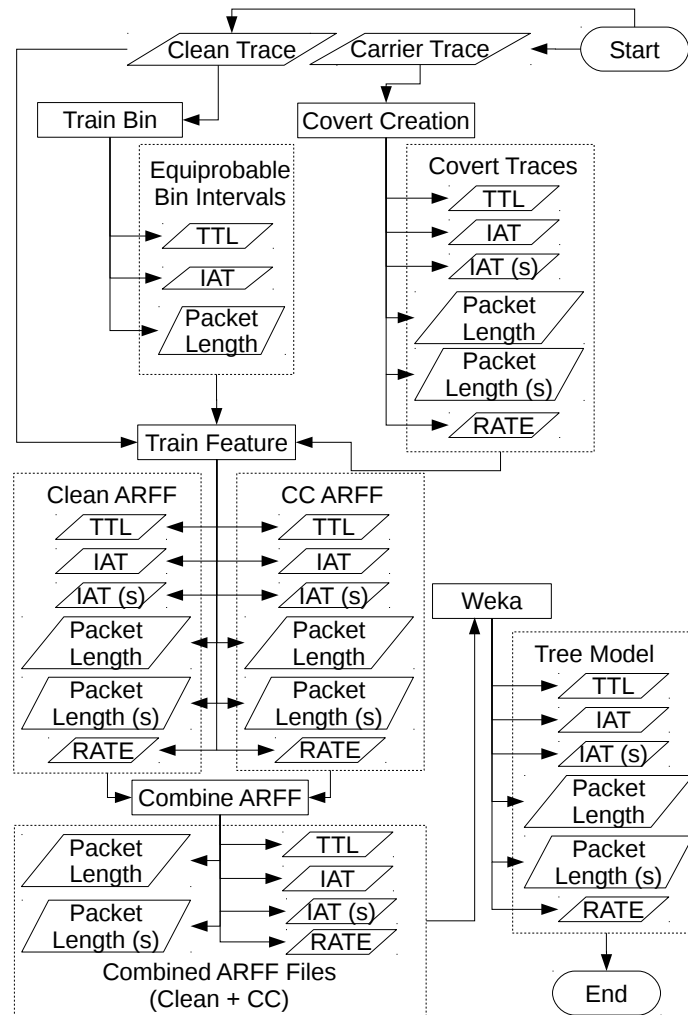 Clean Trace
Carrier Trace
Start
Train Bin
Covert Creation
Equiprobable
Bin Intervals
TTL
IAT
Packet
Length
Covert Traces
TTL
IAT
IAT (s)
Packet
Length
Packet
Length (s)
RATE
Train Feature
Clean ARFF
TTL
IAT
IAT (s)
Packet
Length
Packet
Length (s)
RATE
CC ARFF
TTL
IAT
IAT (s)
Packet
Length
Packet
Length (s)
RATE
Combine ARFF
Packet
Length
Packet
Length (s)
TTL
IAT
IAT (s)
RATE
Combined ARFF Files
(Clean + CC)
Weka
Tree Model
TTL
IAT
IAT (s)
Packet
Length
Packet
Length (s)
RATE
End